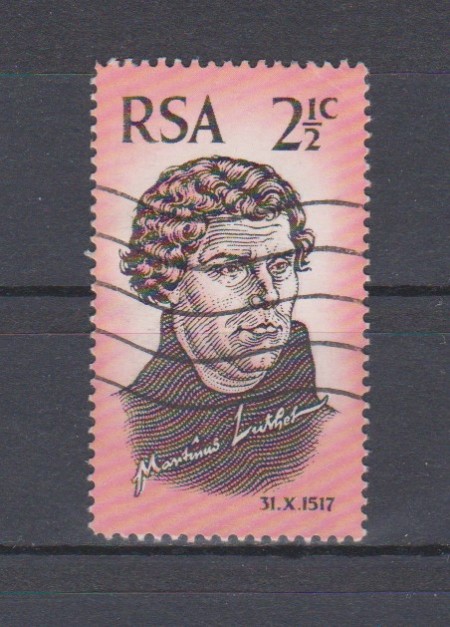 RSA 2½c
Martinus Luther
31.X.1517